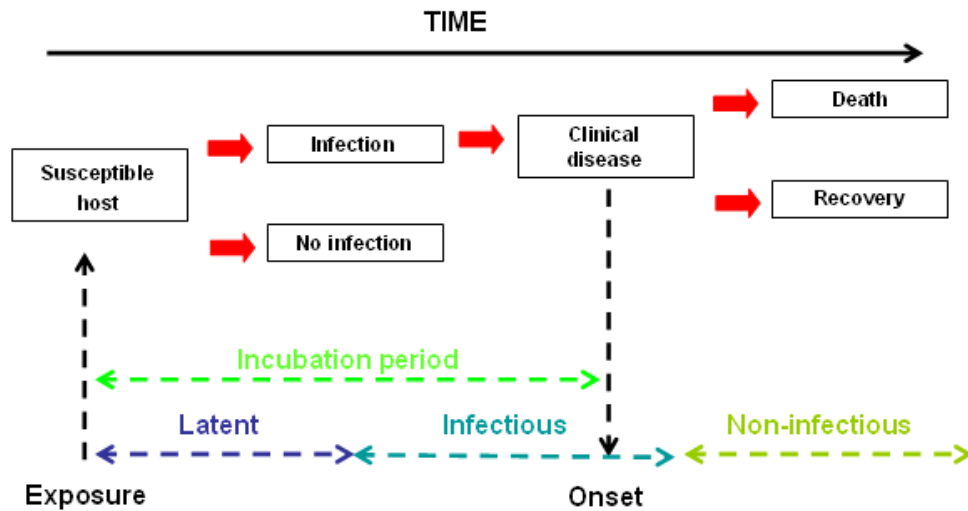 TIME
Death
Infection
Clinical
disease
Susceptible
host
Recovery
No infection
Incubation period
Latent
Infectious
Non-infectious
Exposure
Onset